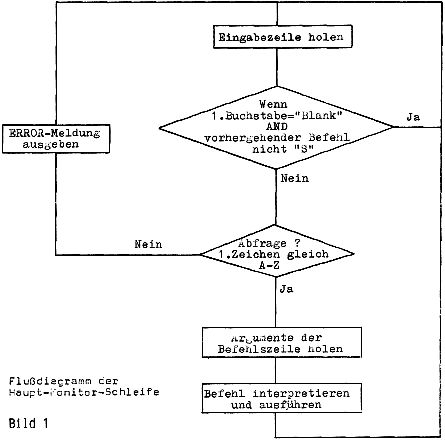 Eingabezeile holen
Wenn
1.Buchstabe="Blank"
AND
vorhergehender Befehl
nicht "S"
Ja
ERROR-Meldung
ausgeben
Nein
Nein
Abfrage ?
1.Zeichen gleich
A-Z
Ja
Argumente der
Befehlszeile holen
Befehl interpretieren
und ausführen
Flußdiagramm der
Haupt-Monitor-Schleife
Bild 1